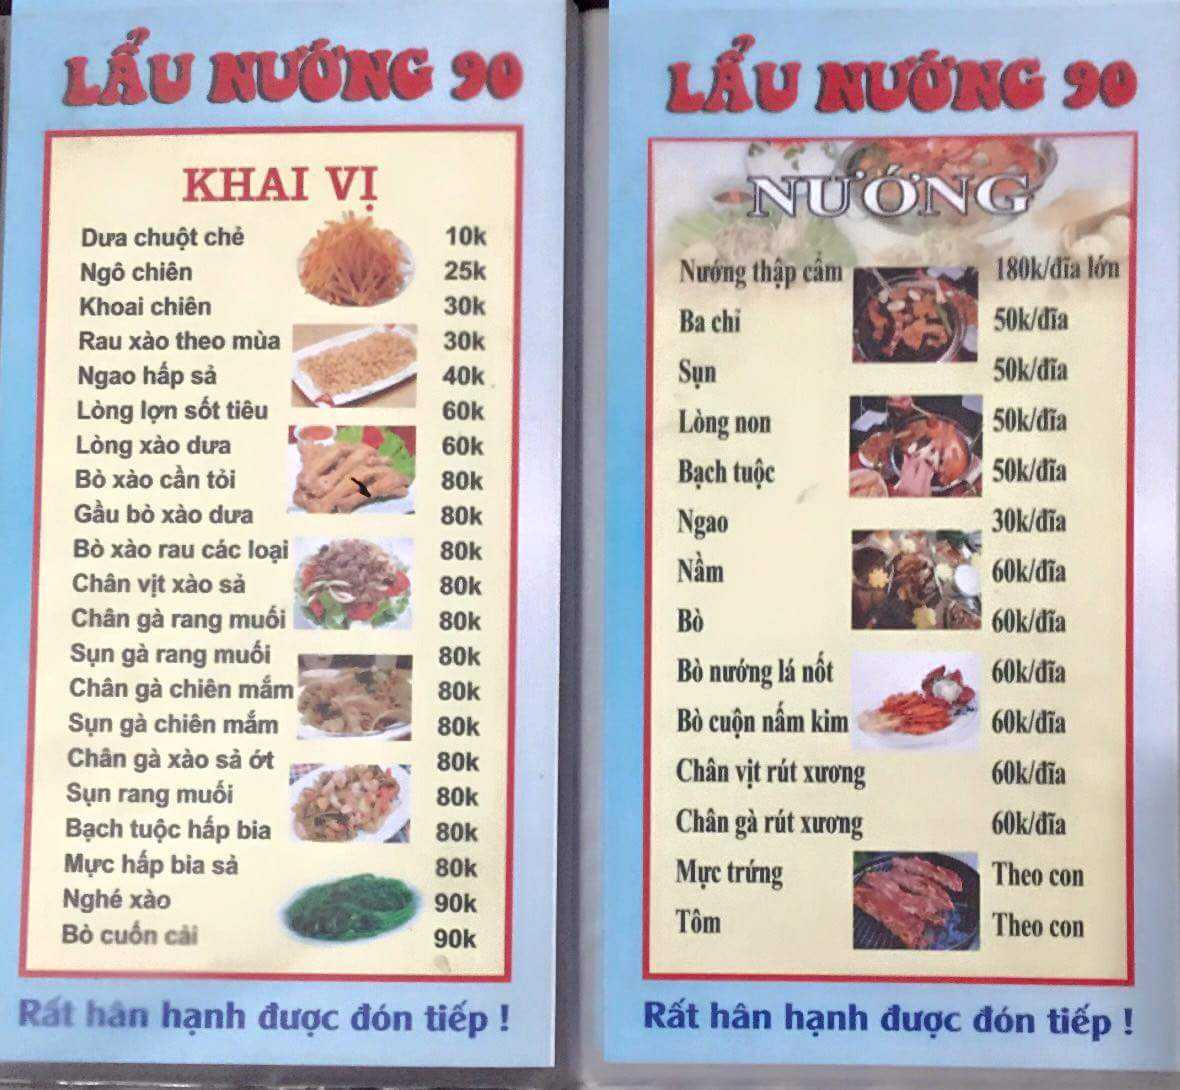 LẨU NƯỚNG 90
KHAI VỊ
Dưa chuột chẻ 10k
Ngô chiên 25k
Khoai chiên 30k
Rau xào theo mùa 30k
Ngao hấp sả 40k
Lòng lợn sốt tiêu 60k
Lòng xào dưa 60k
Bò xào cần tỏi 80k
Gầu bò xào dưa 80k
Bò xào rau các loại 80k
Chân vịt xào sả 80k
Chân gà rang muối 80k
Sụn gà rang muối 80k
Chân gà chiên mắm 80k
Sụn gà chiên mắm 80k
Chân gà xào sả ớt 80k
Sụn rang muối 80k
Bạch tuộc hấp bia 80k
Mực hấp bia sả 80k
Nghé xào 90k
Bò cuốn cải 90k
Rất hân hạnh được đón tiếp !
LẨU NƯỚNG 90
NƯỚNG
Nướng thập cẩm 180k/đĩa lớn
Ba chỉ 50k/đĩa
Sụn 50k/đĩa
Lòng non 50k/đĩa
Bạch tuộc 50k/đĩa
Ngao 30k/đĩa
Nầm 60k/đĩa
Bò 60k/đĩa
Bò nướng lá nốt 60k/đĩa
Bò cuộn nấm kim 60k/đĩa
Chân vịt rút xương 60k/đĩa
Chân gà rút xương 60k/đĩa
Mực trứng Theo con
Tôm Theo con
Rất hân hạnh được đón tiếp !